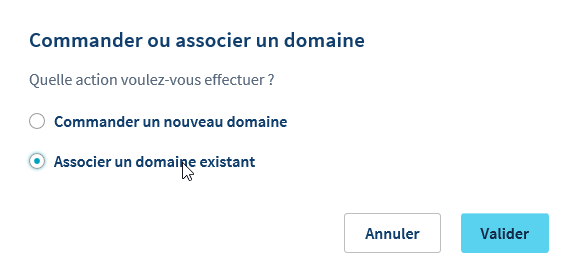 Commander ou associer un domaine
Quelle action voulez-vous effectuer ?
Commander un nouveau domaine
Associer un domaine existant
Annuler
Valider